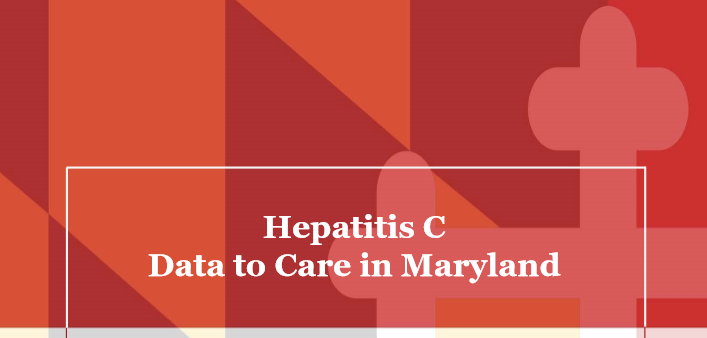 Hepatitis C
Data to Care in Maryland